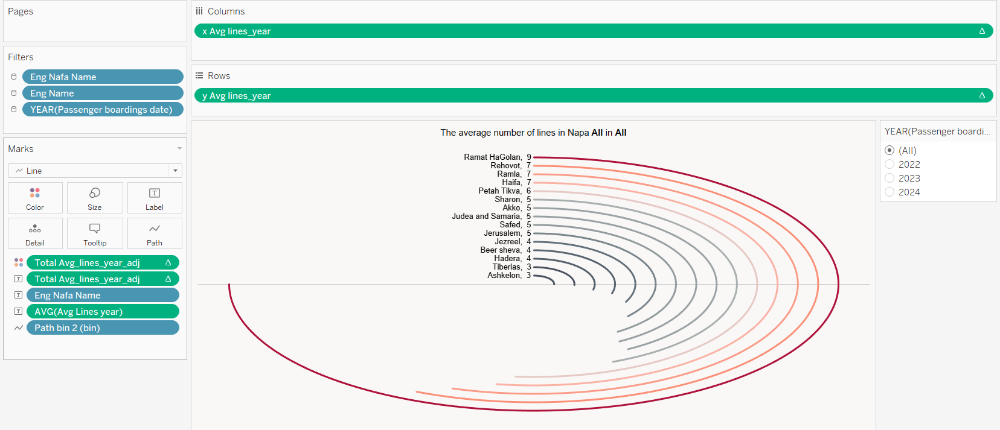 Pages
Filters
Eng Nafa Name
Eng Name
YEAR(Passenger boardings date)
Marks
Line
Color
Size
Label
Detail
Tooltip
Path
Total Avg_lines_year_adj
Total Avg_lines_year_adj
Eng Nafa Name
AVG(Avg Lines year)
Path bin 2 (bin)
Columns
x Avg lines_year
Rows
y Avg lines_year
The average number of lines in Napa All in All
Ramat HaGolan, 9
Rehovot, 7
Ramla, 7
Haifa, 7
Petah Tikva, 6
Sharon, 5
Akko, 5
Judea and Samaria, 5
Safed, 5
Jerusalem, 5
Jezreel, 4
Beer sheva, 4
Hadera, 4
Tiberias, 3
Ashkelon, 3
YEAR(Passenger boardi...
(All)
2022
2023
2024